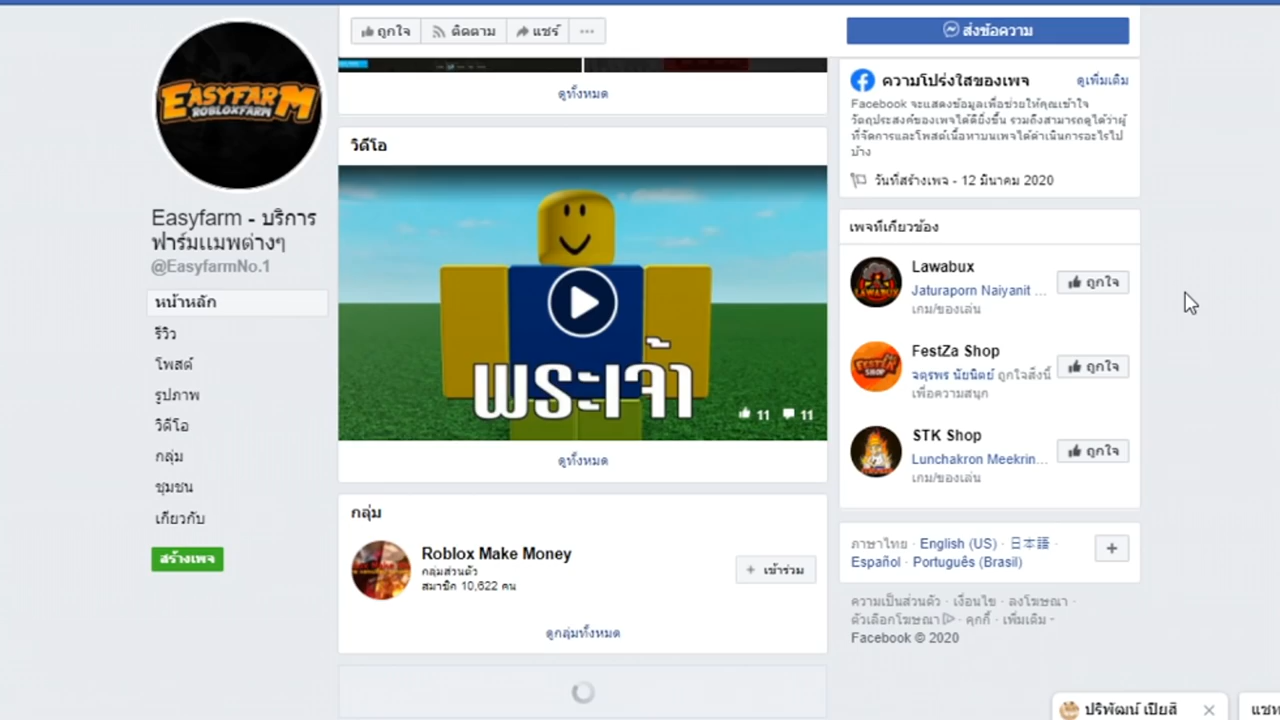 EASYFARM
ROBLOXFARM
Easyfarm - บริการ
ฟาร์มแมพต่างๆ
@EasyfarmNo.1
หน้าหลัก
รีวิว
โพสต์
รูปภาพ
วิดีโอ
กลุ่ม
ชุมชน
เกี่ยวกับ
สร้างเพจ
ถูกใจ
ติดตาม
แชร์
ดูทั้งหมด
วิดีโอ
พระเจ้า
11
11
ดูทั้งหมด
กลุ่ม
Roblox Make Money
กลุ่มส่วนตัว
สมาชิก 10,622 คน
+ เข้าร่วม
ดูกลุ่มทั้งหมด
ส่งข้อความ
ความโปร่งใสของเพจ
ดูเพิ่มเติม
Facebook จะแสดงข้อมูลเพื่อช่วยให้คุณเข้าใจ
วัตถุประสงค์ของเพจได้ดียิ่งขึ้น รวมถึงสามารถดูได้ว่าผู้
ที่จัดการและโพสต์เนื้อหาบนเพจได้ดำเนินการอะไรไป
บ้าง
วันที่สร้างเพจ - 12 มีนาคม 2020
เพจที่เกี่ยวข้อง
Lawabux
Jaturaporn Naiyanit ...
เกม/ของเล่น
ถูกใจ
FestZa Shop
จตุรพร นัยนิตย์ ถูกใจสิ่งนี้
เพื่อความสนุก
ถูกใจ
STK Shop
Lunchakron Meekrin...
เกม/ของเล่น
ถูกใจ
ภาษาไทย · English (US) · 日本語 ·
Español · Português (Brasil)
+
ความเป็นส่วนตัว · เงื่อนไข · ลงโฆษณา ·
ตัวเลือกโฆษณา · คุกกี้ · เพิ่มเติม
Facebook © 2020
ปริพัฒน์ เปียสี
แชท